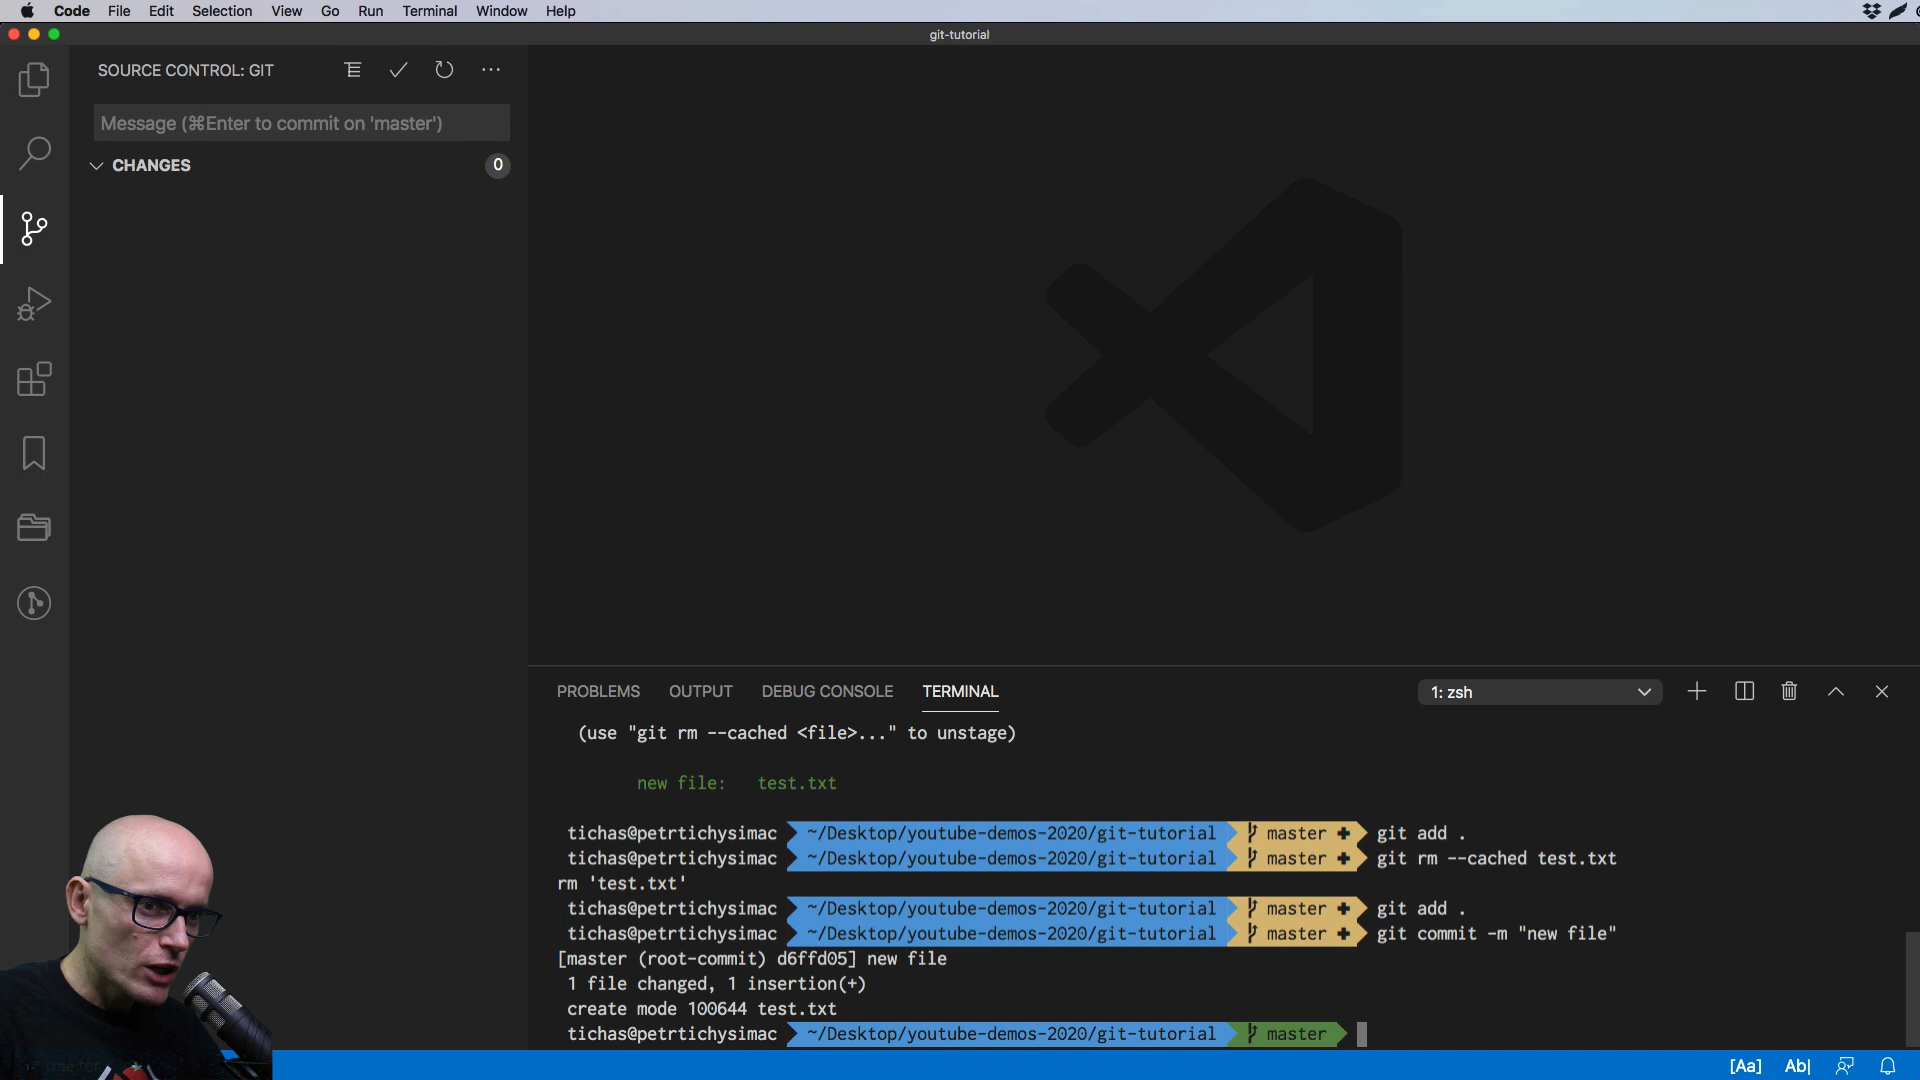 Code File Edit Selection View Go Run Terminal Window Help
git-tutorial
SOURCE CONTROL: GIT
Message (⌘Enter to commit on 'master')
CHANGES 0
PROBLEMS OUTPUT DEBUG CONSOLE TERMINAL 1: zsh
(use "git rm --cached <file>..." to unstage)
new file: test.txt
tichas@petrtichysimac ~/Desktop/youtube-demos-2020/git-tutorial master ✚ git add .
tichas@petrtichysimac ~/Desktop/youtube-demos-2020/git-tutorial master ✚ git rm --cached test.txt
rm 'test.txt'
tichas@petrtichysimac ~/Desktop/youtube-demos-2020/git-tutorial master ✚ git add .
tichas@petrtichysimac ~/Desktop/youtube-demos-2020/git-tutorial master ✚ git commit -m "new file"
[master (root-commit) d6ffd05] new file
1 file changed, 1 insertion(+)
create mode 100644 test.txt
tichas@petrtichysimac ~/Desktop/youtube-demos-2020/git-tutorial master
[Aa] Ab|